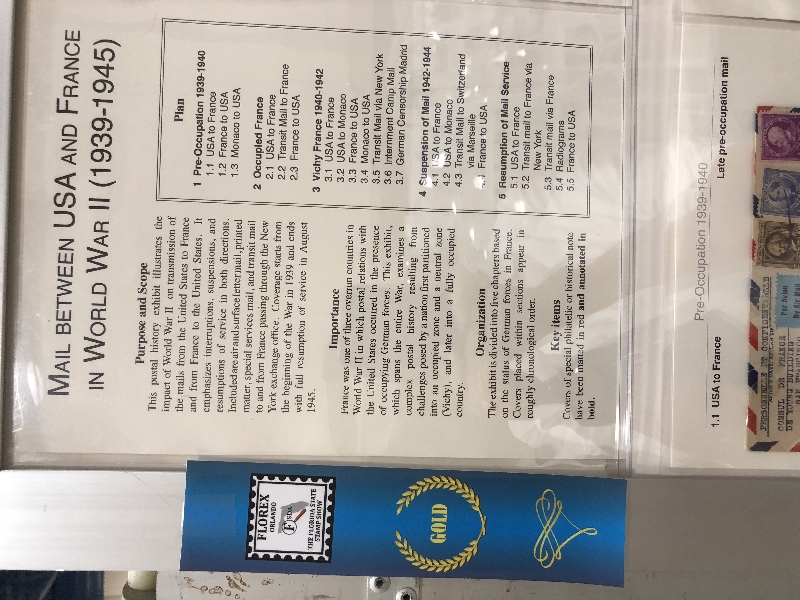 MAIL BETWEEN USA AND FRANCE
IN WORLD WAR II (1939-1945)
Purpose and Scope
This postal history exhibit illustrates the
impact of World War II on transmission of
the mails from the United States to France
and from France to the United States. It
emphasizes interruptions, suspensions, and
resumptions of service in both directions.
Included are air and surface letter mail, printed
matter, special services mail, and transit mail
to and from France passing through the New
York exchange office. Coverage starts from
the beginning of the War in 1939 and ends
with full resumption of service in August
1945.
Importance
France was one of three overrun countries in
World War II in which postal relations with
the United States occurred in the presence
of occupying German forces. This exhibit,
which spans the entire War, examines a
complex postal history resulting from
challenges posed by a nation first partitioned
into an occupied zone and a neutral zone
(Vichy), and later into a fully occupied
country.
Organization
The exhibit is divided into five chapters based
on the status of German forces in France.
Covers placed within sections appear in
roughly chronological order.
Key items
Covers of special philatelic or historical note
have been matted in red and annotated in
bold.
Plan
1 Pre-Occupation 1939-1940
1.1 USA to France
1.2 France to USA
1.3 Monaco to USA
2 Occupied France
2.1 USA to France
2.2 Transit Mail to France
2.3 France to USA
3 Vichy France 1940-1942
3.1 USA to France
3.2 USA to Monaco
3.3 France to USA
3.4 Monaco to USA
3.5 Transit Mail via New York
3.6 Internment Camp Mail
3.7 German Censorship Madrid
4 Suspension of Mail 1942-1944
4.1 USA to France
4.2 USA to Monaco
4.3 Transit Mail to Switzerland
via Marseille
4.4 France to USA
5 Resumption of Mail Service
5.1 USA to France
5.2 Transit mail to France via
New York
5.3 Transit mail via France
5.4 Radiograms
5.5 France to USA
FLOREX
ORLANDO
THE FLORIDA STATE
STAMP SHOW
GOLD
Pre-Occupation 1939-1940
1.1 USA to France
Late pre-occupation mail
CONSUL DE FRANCE